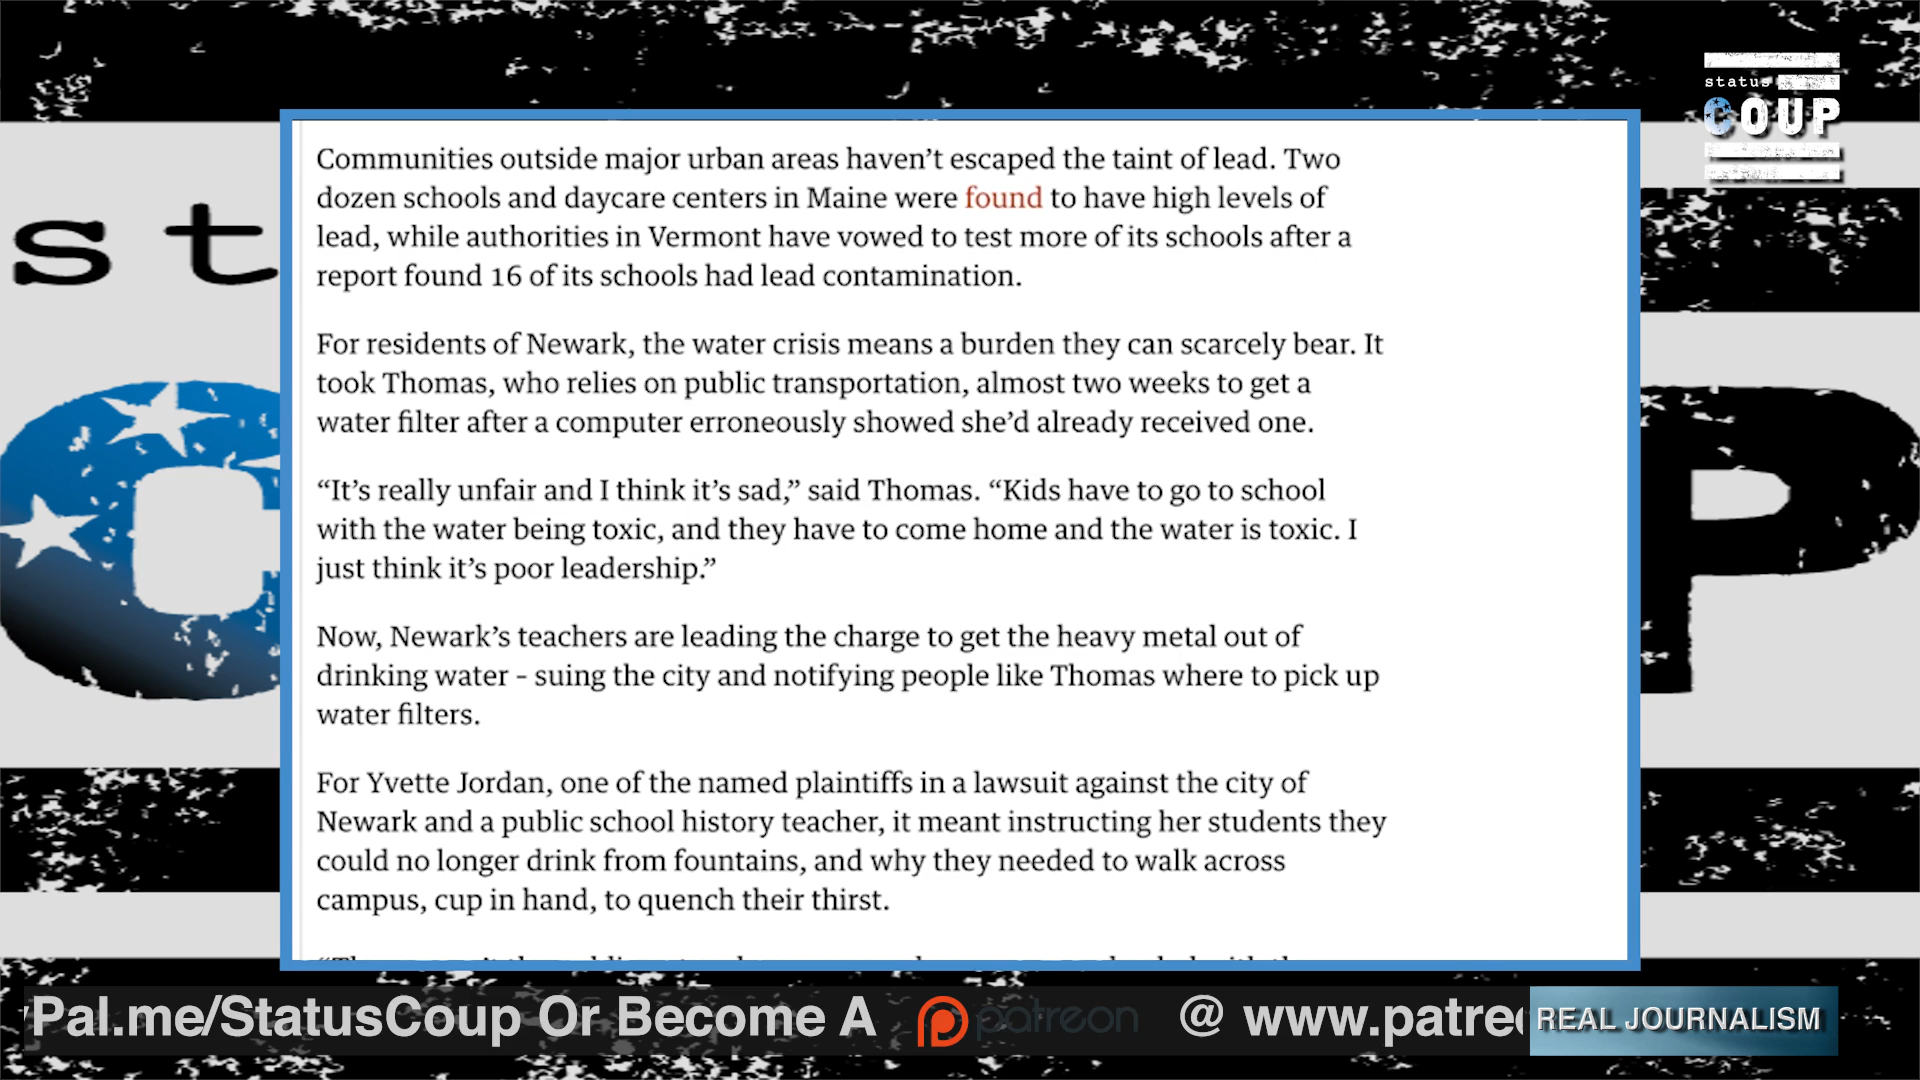 status
COUP
st
Communities outside major urban areas haven’t escaped the taint of lead. Two
dozen schools and daycare centers in Maine were found to have high levels of
lead, while authorities in Vermont have vowed to test more of its schools after a
report found 16 of its schools had lead contamination.
For residents of Newark, the water crisis means a burden they can scarcely bear. It
took Thomas, who relies on public transportation, almost two weeks to get a
water filter after a computer erroneously showed she’d already received one.
“It’s really unfair and I think it’s sad,” said Thomas. “Kids have to go to school
with the water being toxic, and they have to come home and the water is toxic. I
just think it’s poor leadership.”
Now, Newark’s teachers are leading the charge to get the heavy metal out of
drinking water – suing the city and notifying people like Thomas where to pick up
water filters.
For Yvette Jordan, one of the named plaintiffs in a lawsuit against the city of
Newark and a public school history teacher, it meant instructing her students they
could no longer drink from fountains, and why they needed to walk across
campus, cup in hand, to quench their thirst.
C P
Pal.me/StatusCoup Or Become A patreon @ www.patre
REAL JOURNALISM